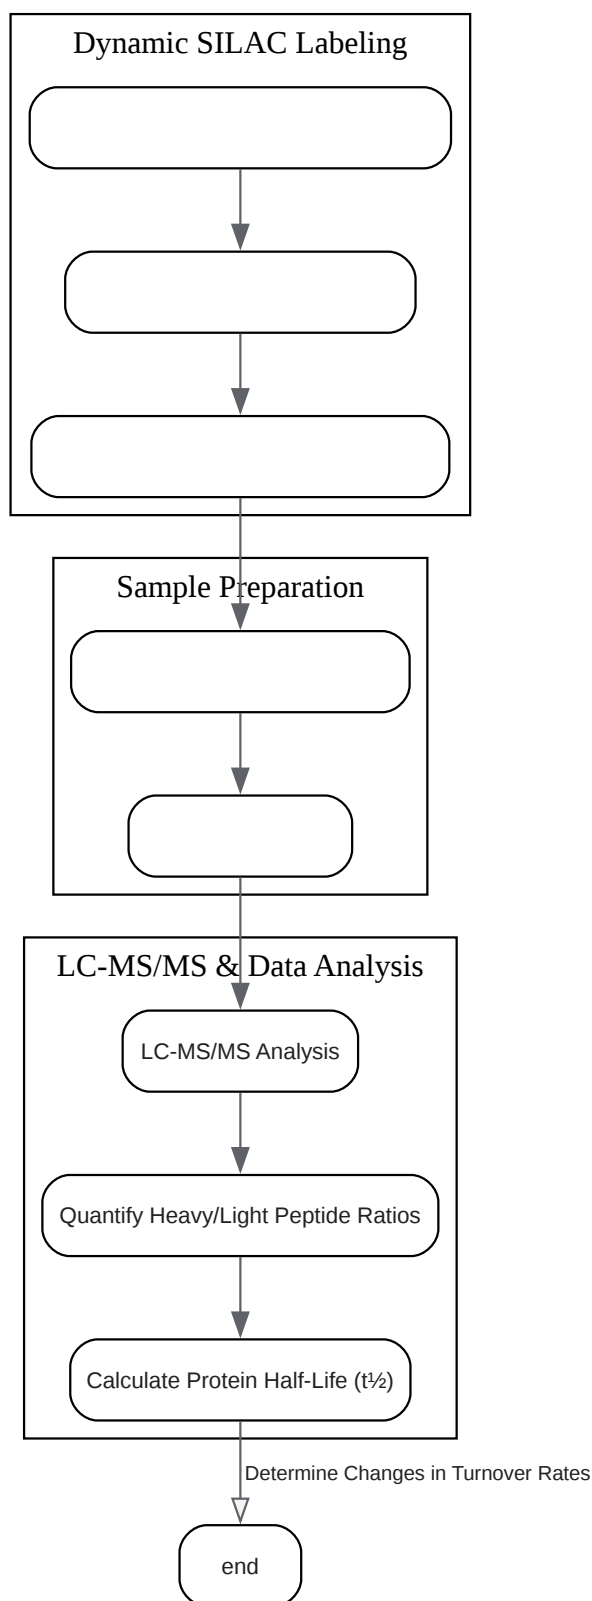 Dynamic SILAC Labeling
Sample Preparation
LC-MS/MS & Data Analysis
LC-MS/MS Analysis
Quantify Heavy/Light Peptide Ratios
Calculate Protein Half-Life (t½)
Determine Changes in Turnover Rates
end